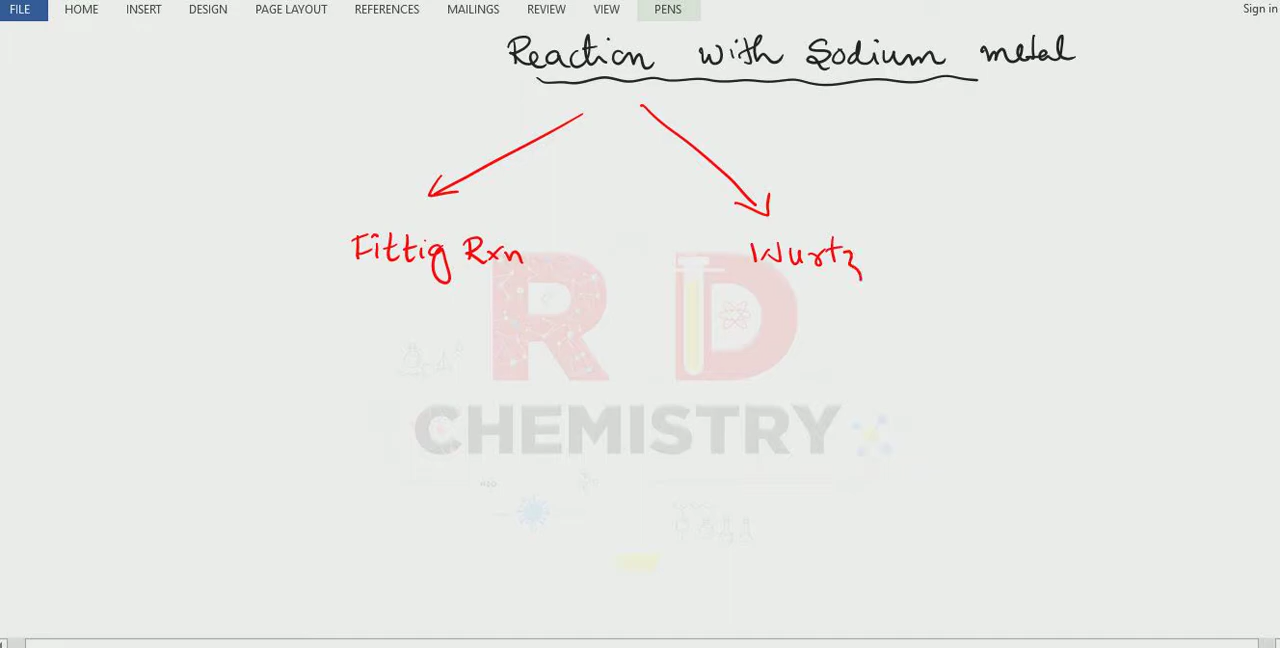 FILE HOME INSERT DESIGN PAGE LAYOUT REFERENCES MAILINGS REVIEW VIEW PENS Sign in
Reaction with Sodium metal
Fittig Rxn Wurtz
R D
CHEMISTRY